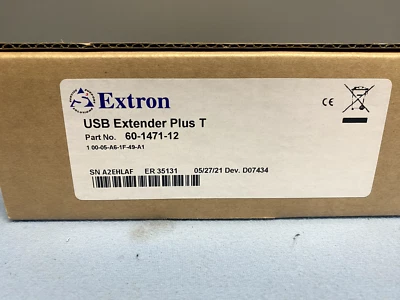 Extron
USB Extender Plus T
Part No. 60-1471-12
1 00-05-A6-1F-49-A1
CE
SN A2EHLAF ER 35131 05/27/21 Dev. D07434